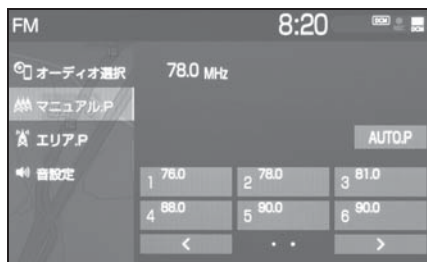 FM 8:20 DCM DCM
オーディオ選択 78.0 MHz
マニュアル.P
エリア.P AUTO.P
音設定
1 76.0 2 78.0 3 81.0
4 88.0 5 90.0 6 90.0
< · · >